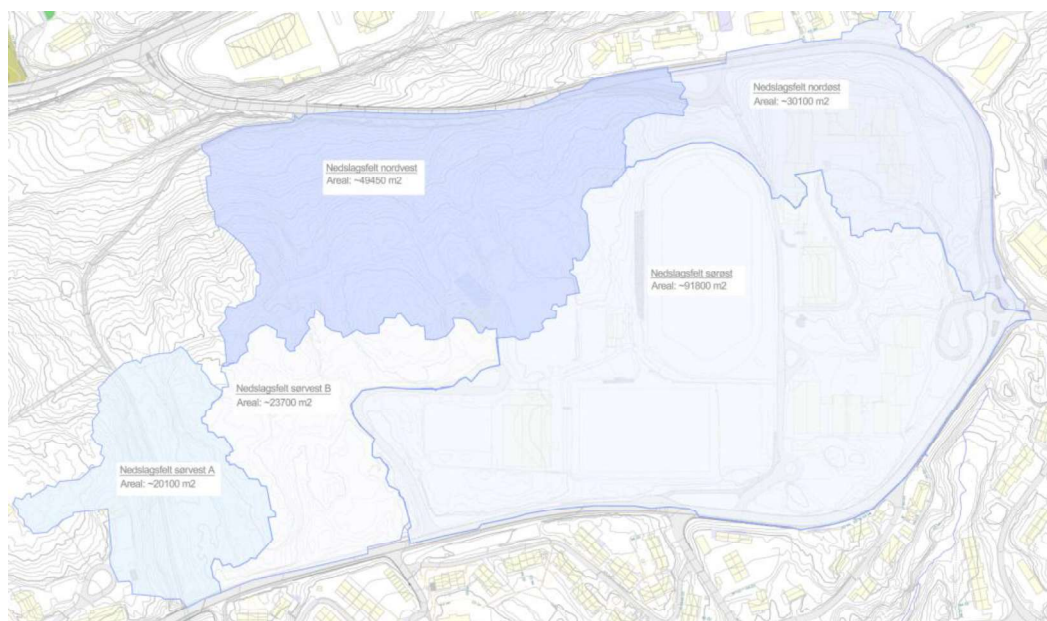 Nedslagsfelt nordøst
Areal: ~30100 m2
Nedslagsfelt nordvest
Areal: ~49450 m2
Nedslagsfelt sørøst
Areal: ~91800 m2
Nedslagsfelt sørvest B
Areal: ~23700 m2
Nedslagsfelt sørvest A
Areal: ~20100 m2